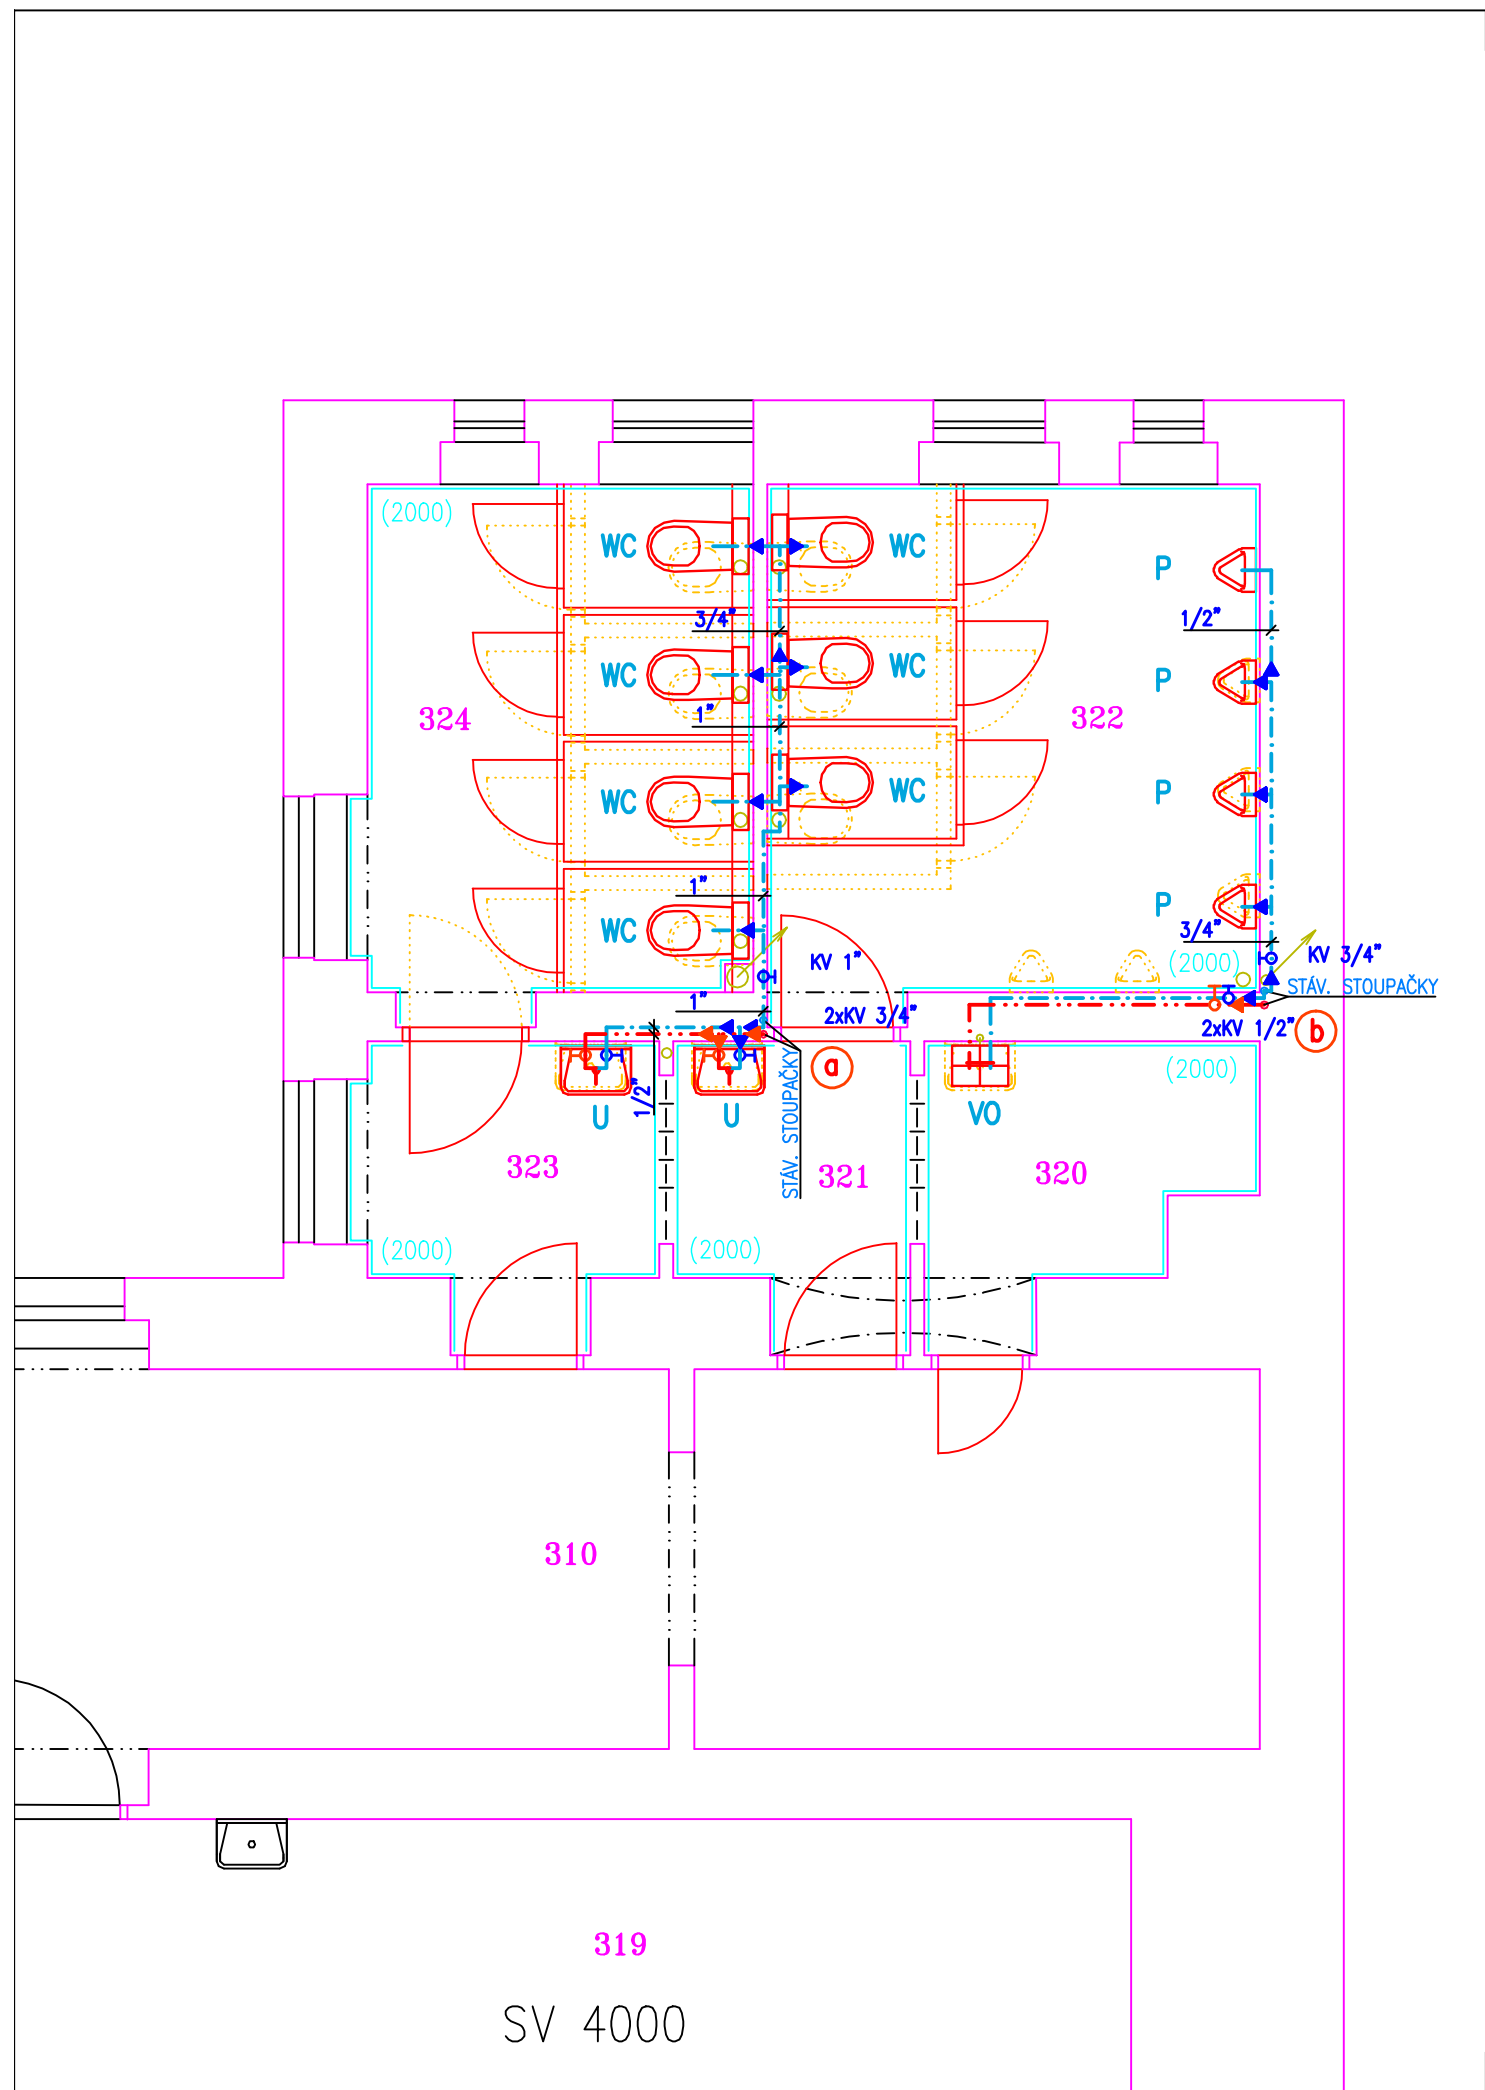 (2000)
WC
WC
P
3/4"
1/2"
WC
WC
P
324
1"
322
WC
WC
P
1"
WC
P
3/4"
KV 1"
(2000)
KV 3/4"
STÁV. STOUPAČKY
1"
2xKV 3/4"
2xKV 1/2"
b
a
(2000)
1/2"
U
U
VO
STÁV. STOUPAČKY
323
321
320
(2000)
(2000)
310
319
SV 4000